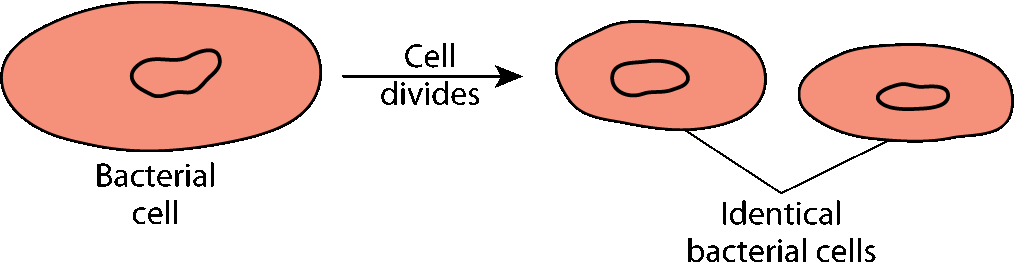 Bacterial
cell
Cell
divides
Identical
bacterial cells